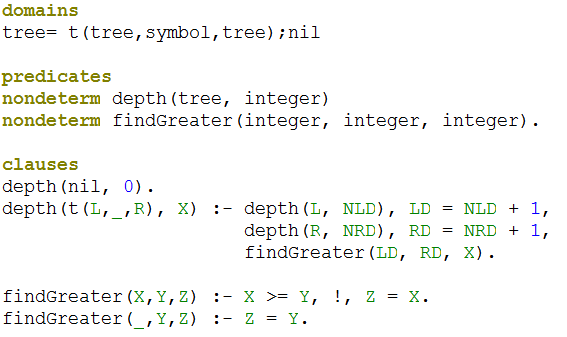 domains
tree= t(tree,symbol,tree);nil
predicates
nondeterm depth(tree, integer)
nondeterm findGreater(integer, integer, integer).
clauses
depth(nil, 0).
depth(t(L,_,R), X) :- depth(L, NLD), LD = NLD + 1,
depth(R, NRD), RD = NRD + 1,
findGreater(LD, RD, X).
findGreater(X,Y,Z) :- X >= Y, !, Z = X.
findGreater(_,Y,Z) :- Z = Y.